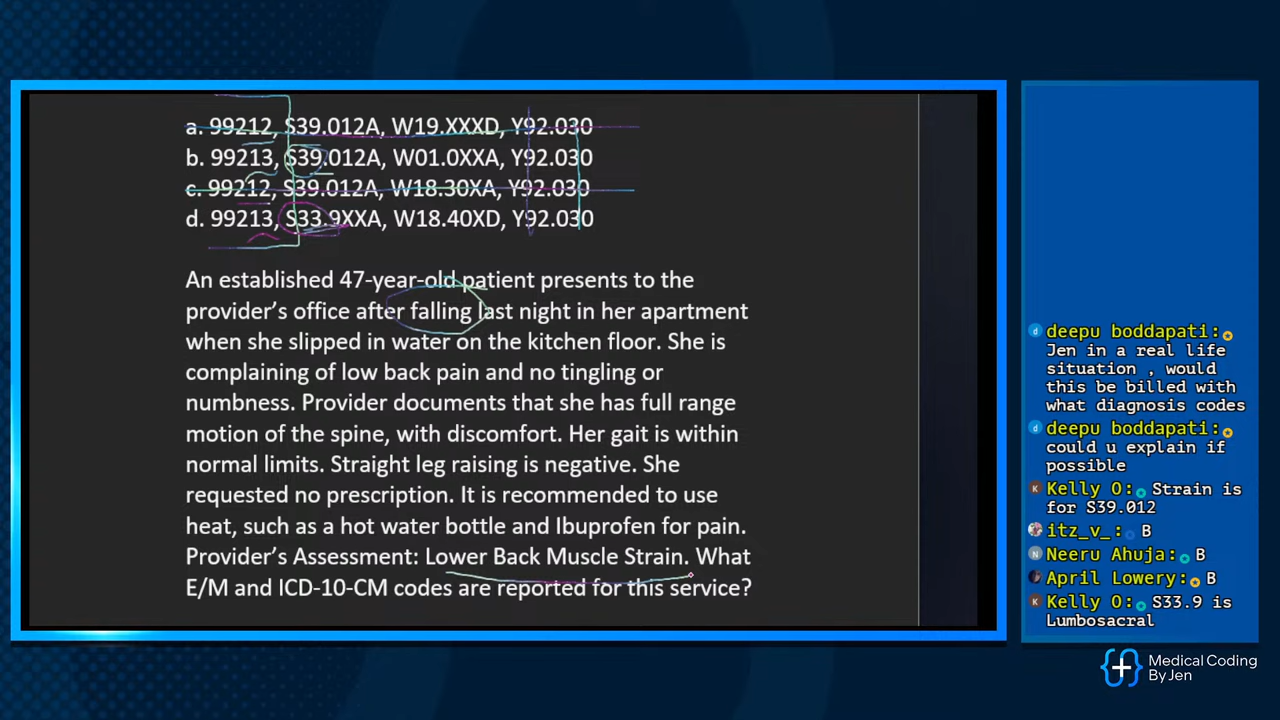 a. 99212, S39.012A, W19.XXXD, Y92.030
b. 99213, S39.012A, W01.0XXA, Y92.030
c. 99212, S39.012A, W18.30XA, Y92.030
d. 99213, S33.9XXA, W18.40XD, Y92.030
An established 47-year-old patient presents to the
provider’s office after falling last night in her apartment
when she slipped in water on the kitchen floor. She is
complaining of low back pain and no tingling or
numbness. Provider documents that she has full range
motion of the spine, with discomfort. Her gait is within
normal limits. Straight leg raising is negative. She
requested no prescription. It is recommended to use
heat, such as a hot water bottle and Ibuprofen for pain.
Provider’s Assessment: Lower Back Muscle Strain. What
E/M and ICD-10-CM codes are reported for this service?
d deepu boddapati:
Jen in a real life
situation , would
this be billed with
what diagnosis codes
d deepu boddapati:
could u explain if
possible
K Kelly O: Strain is
for S39.012
itz_v_: B
N Neeru Ahuja: B
April Lowery: B
K Kelly O: S33.9 is
Lumbosacral
Medical Coding
By Jen